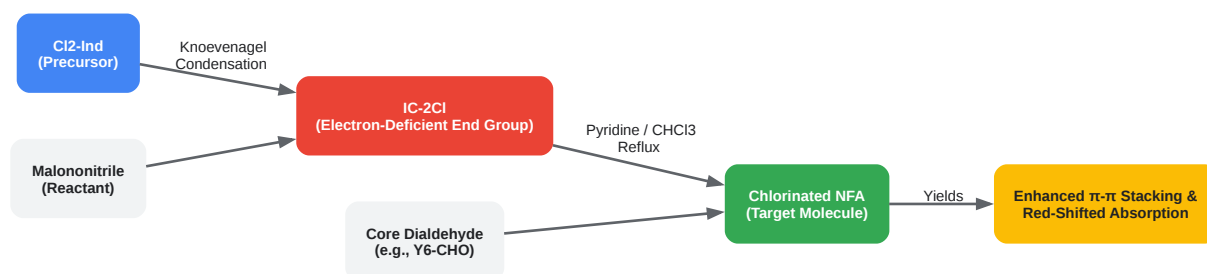 Cl2-Ind
(Precursor)
Knoevenagel
Condensation
Malononitrile
(Reactant)
IC-2Cl
(Electron-Deficient End Group)
Pyridine / CHCl3
Reflux
Core Dialdehyde
(e.g., Y6-CHO)
Chlorinated NFA
(Target Molecule)
Yields
Enhanced π-π Stacking &
Red-Shifted Absorption